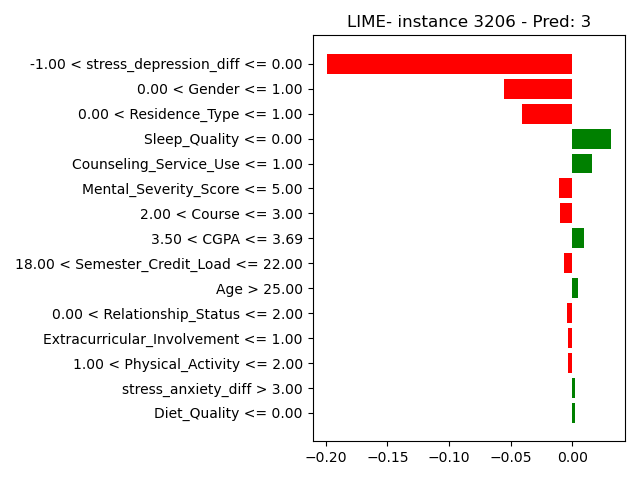 LIME- instance 3206 - Pred: 3
-1.00 < stress_depression_diff <= 0.00
0.00 < Gender <= 1.00
0.00 < Residence_Type <= 1.00
Sleep_Quality <= 0.00
Counseling_Service_Use <= 1.00
Mental_Severity_Score <= 5.00
2.00 < Course <= 3.00
3.50 < CGPA <= 3.69
18.00 < Semester_Credit_Load <= 22.00
Age > 25.00
0.00 < Relationship_Status <= 2.00
Extracurricular_Involvement <= 1.00
1.00 < Physical_Activity <= 2.00
stress_anxiety_diff > 3.00
Diet_Quality <= 0.00
−0.20 −0.15 −0.10 −0.05 0.00